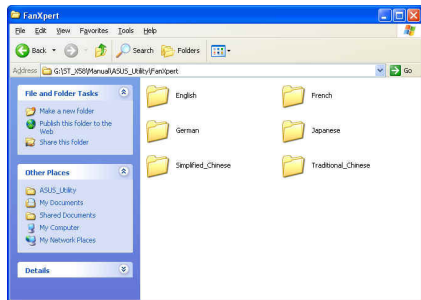 FanXpert
File Edit View Favorites Tools Help
Back Search Folders
Address G:\ST_X58\Manual\ASUS_Utility\FanXpert Go
File and Folder Tasks
Make a new folder
Publish this folder to the
Web
Share this folder
Other Places
ASUS_Utility
My Documents
Shared Documents
My Computer
My Network Places
Details
English
French
German
Japanese
Simplified_Chinese
Traditional_Chinese